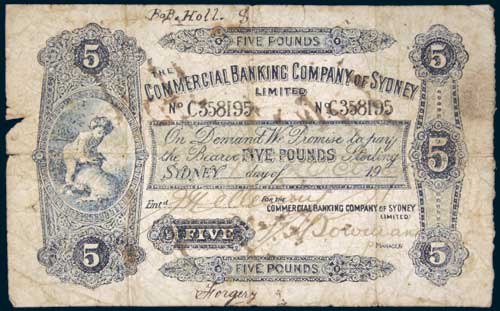 B.B. Holl. 8
5 FIVE POUNDS 5
THE
COMMERCIAL BANKING COMPANY OF SYDNEY
LIMITED
No C358195 No C358195
On Demand We Promise to pay
the Bearer FIVE POUNDS Sterling
5
SYDNEY day of 19
Entd.
FOR THE
COMMERCIAL BANKING COMPANY OF SYDNEY
LIMITED
FIVE
MANAGER
5 FIVE POUNDS 5
Forgery